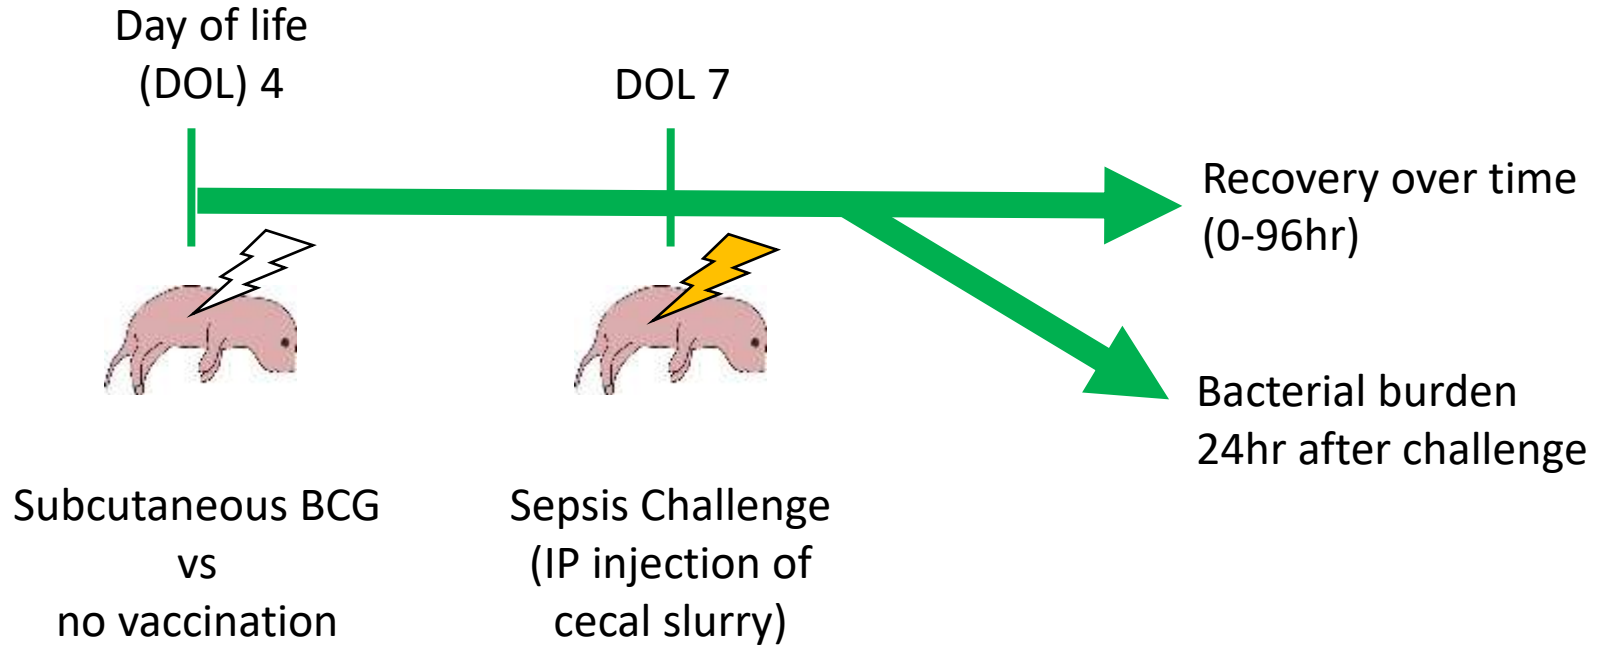 Day of life
(DOL) 4
DOL 7
Recovery over time
(0-96hr)
Bacterial burden
24hr after challenge
Subcutaneous BCG
vs
no vaccination
Sepsis Challenge
(IP injection of
cecal slurry)